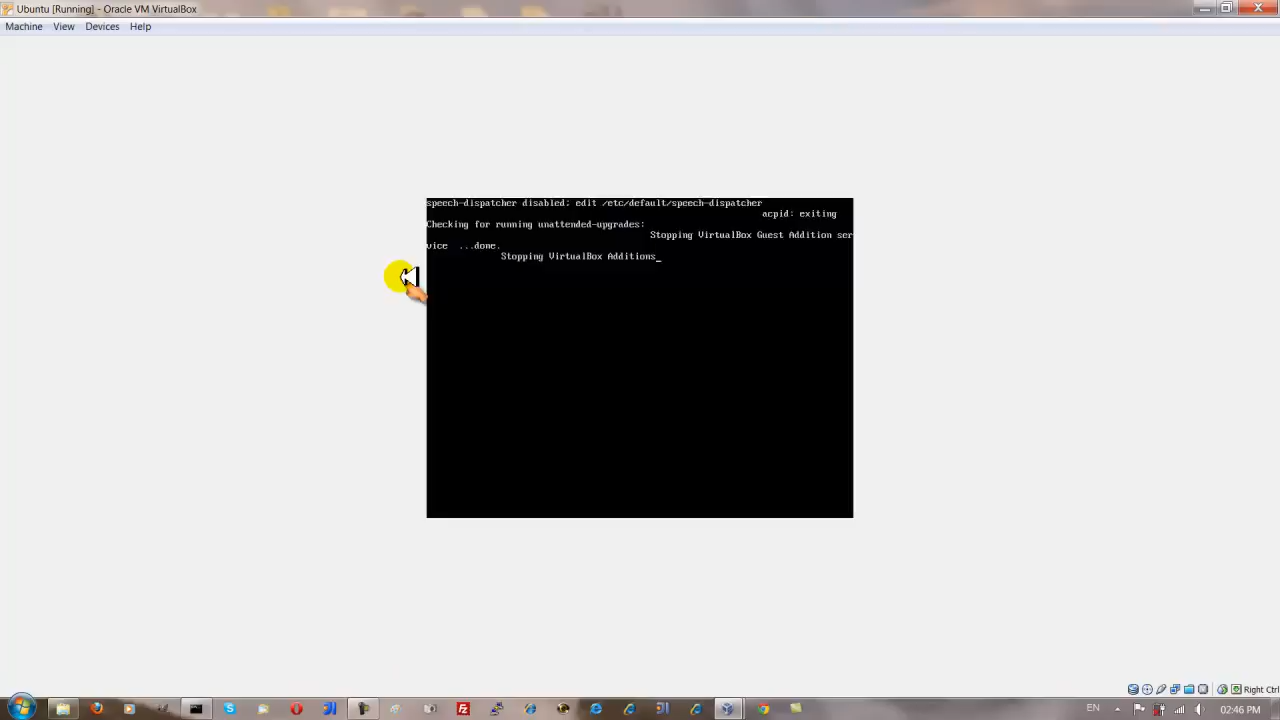 Ubuntu [Running] - Oracle VM VirtualBox
Machine View Devices Help
speech-dispatcher disabled; edit /etc/default/speech-dispatcher
acpid: exiting
Checking for running unattended-upgrades:
Stopping VirtualBox Guest Addition ser
vice ...done.
Stopping VirtualBox Additions_
Right Ctrl
EN 02:46 PM